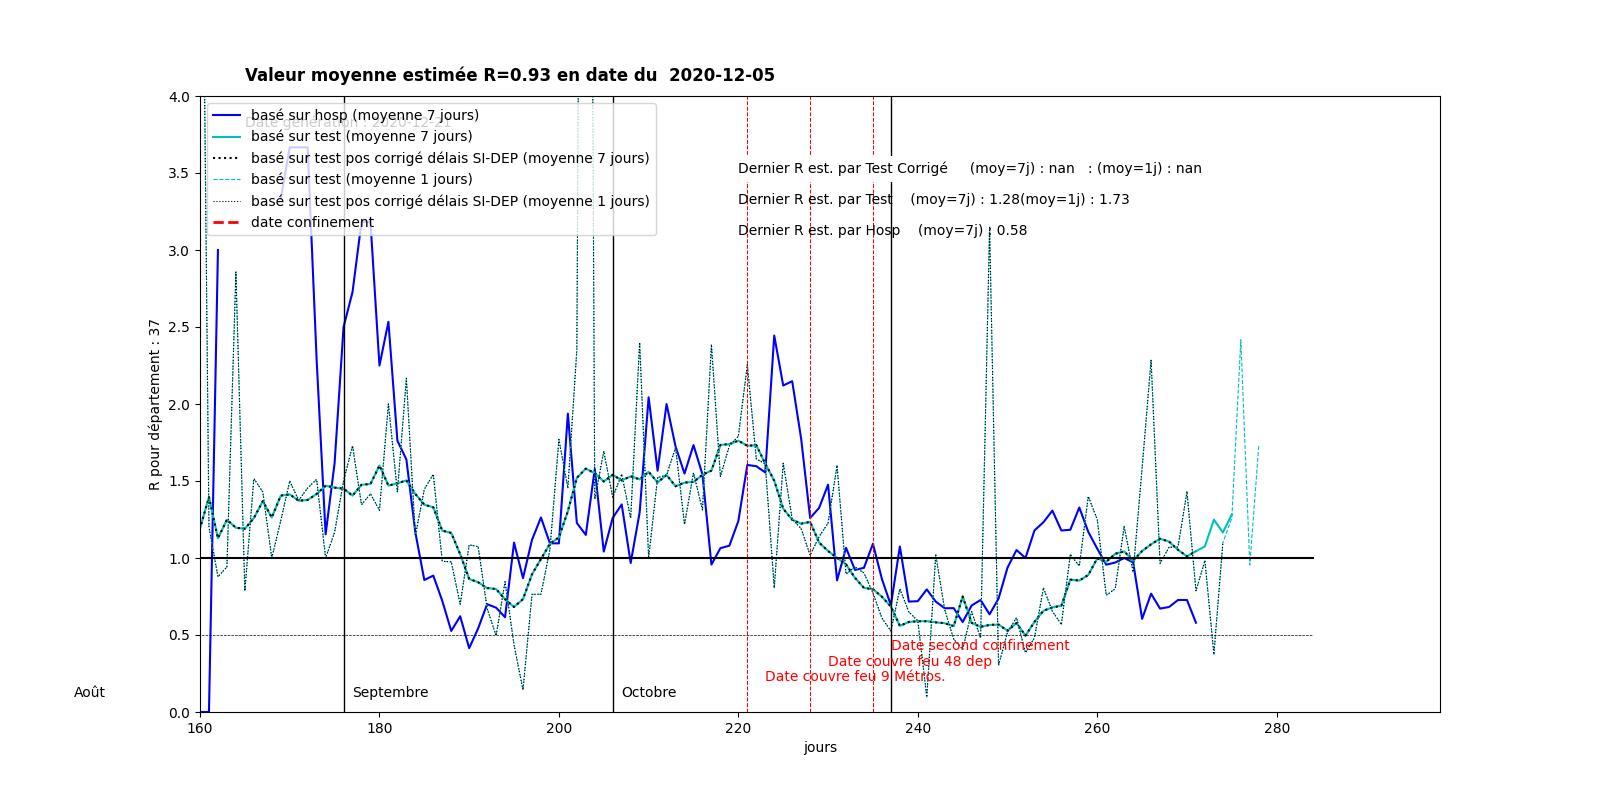 Valeur moyenne estimée R=0.93 en date du  2020-12-05
Date génération : 2020-12-21
basé sur hosp (moyenne 7 jours)
basé sur test (moyenne 7 jours)
basé sur test pos corrigé délais SI-DEP (moyenne 7 jours)
basé sur test (moyenne 1 jours)
basé sur test pos corrigé délais SI-DEP (moyenne 1 jours)
date confinement
Dernier R est. par Test Corrigé     (moy=7j) : nan   : (moy=1j) : nan
Dernier R est. par Test    (moy=7j) : 1.28(moy=1j) : 1.73
Dernier R est. par Hosp    (moy=7j) : 0.58
4.0
3.5
3.0
2.5
2.0
1.5
1.0
0.5
0.0
R pour département : 37
Date second confinement
Date couvre feu 48 dep
Date couvre feu 9 Métros.
Août
Septembre
Octobre
160
180
200
220
240
260
280
jours